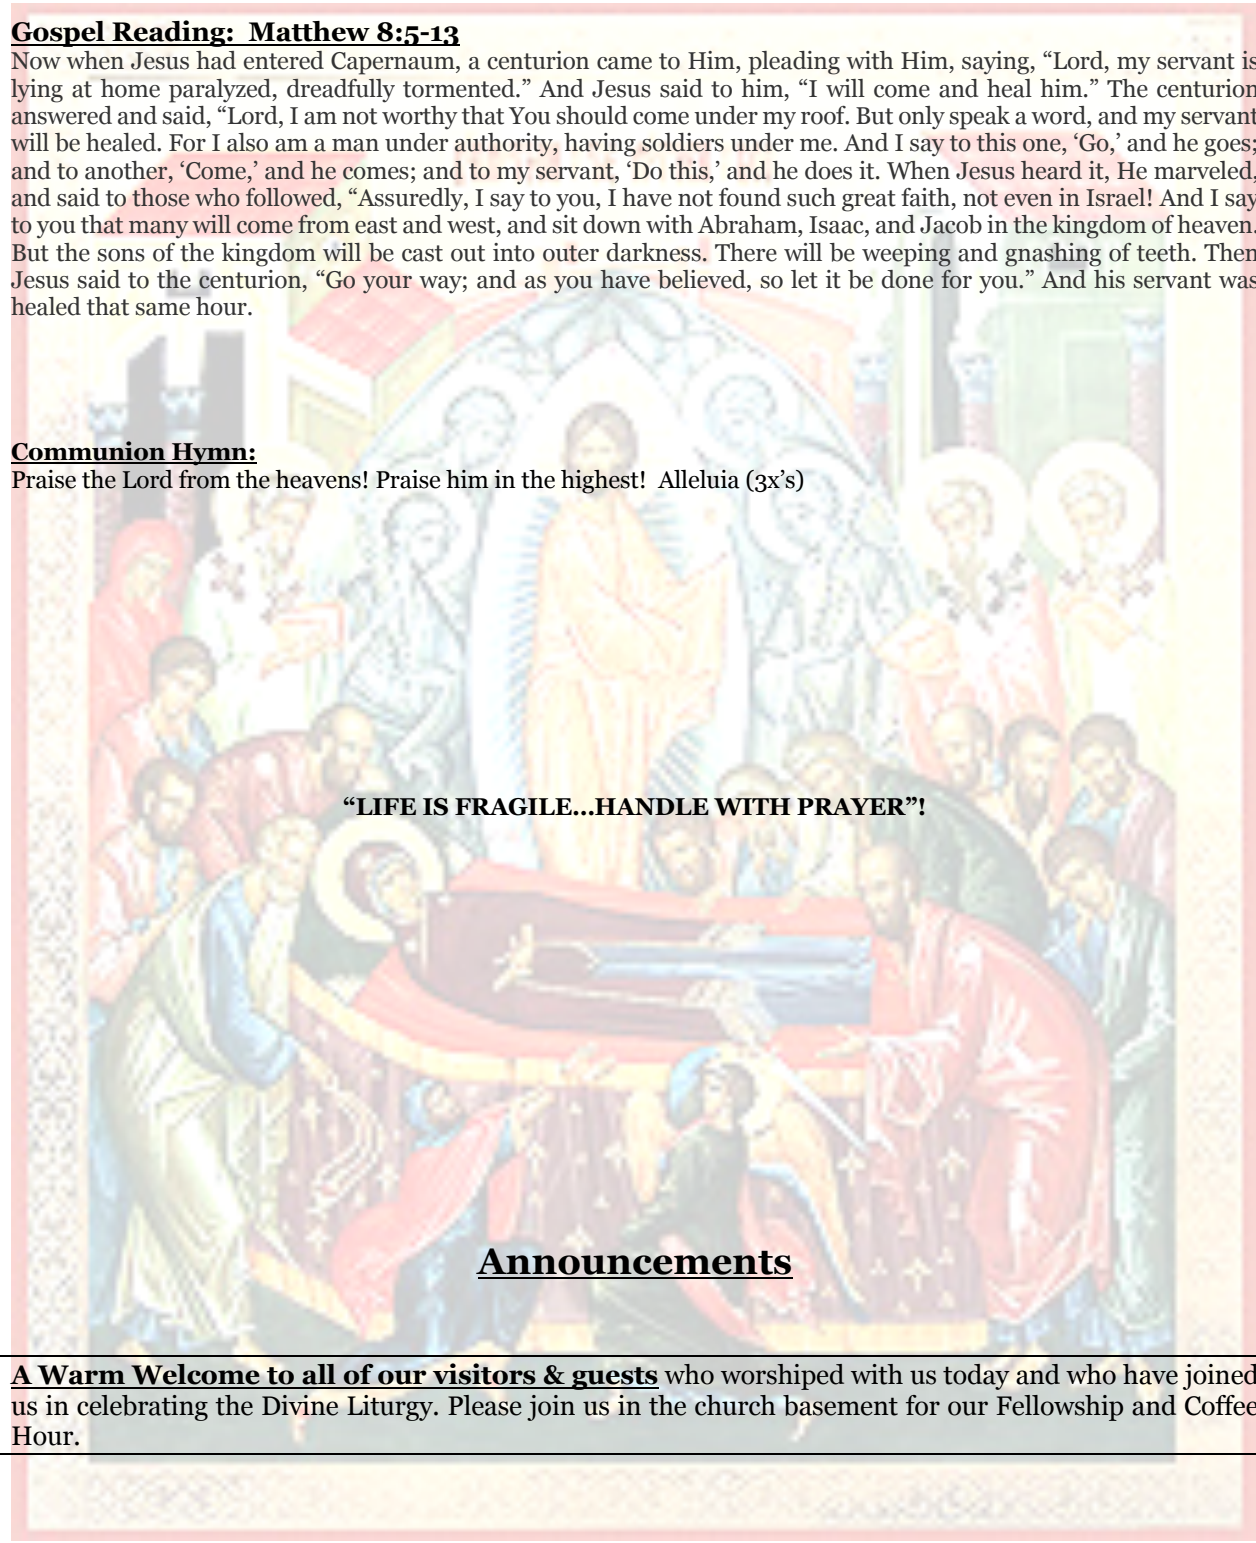 Gospel Reading:  Matthew 8:5-13
Now when Jesus had entered Capernaum, a centurion came to Him, pleading with Him, saying, “Lord, my servant is
lying at home paralyzed, dreadfully tormented.” And Jesus said to him, “I will come and heal him.” The centurion
answered and said, “Lord, I am not worthy that You should come under my roof. But only speak a word, and my servant
will be healed. For I also am a man under authority, having soldiers under me. And I say to this one, ‘Go,’ and he goes;
and to another, ‘Come,’ and he comes; and to my servant, ‘Do this,’ and he does it. When Jesus heard it, He marveled,
and said to those who followed, “Assuredly, I say to you, I have not found such great faith, not even in Israel! And I say
to you that many will come from east and west, and sit down with Abraham, Isaac, and Jacob in the kingdom of heaven.
But the sons of the kingdom will be cast out into outer darkness. There will be weeping and gnashing of teeth. Then
Jesus said to the centurion, “Go your way; and as you have believed, so let it be done for you.” And his servant was
healed that same hour.
Communion Hymn:
Praise the Lord from the heavens! Praise him in the highest!  Alleluia (3x’s)
“LIFE IS FRAGILE…HANDLE WITH PRAYER”!
Announcements
A Warm Welcome to all of our visitors & guests who worshiped with us today and who have joined
us in celebrating the Divine Liturgy. Please join us in the church basement for our Fellowship and Coffee
Hour.